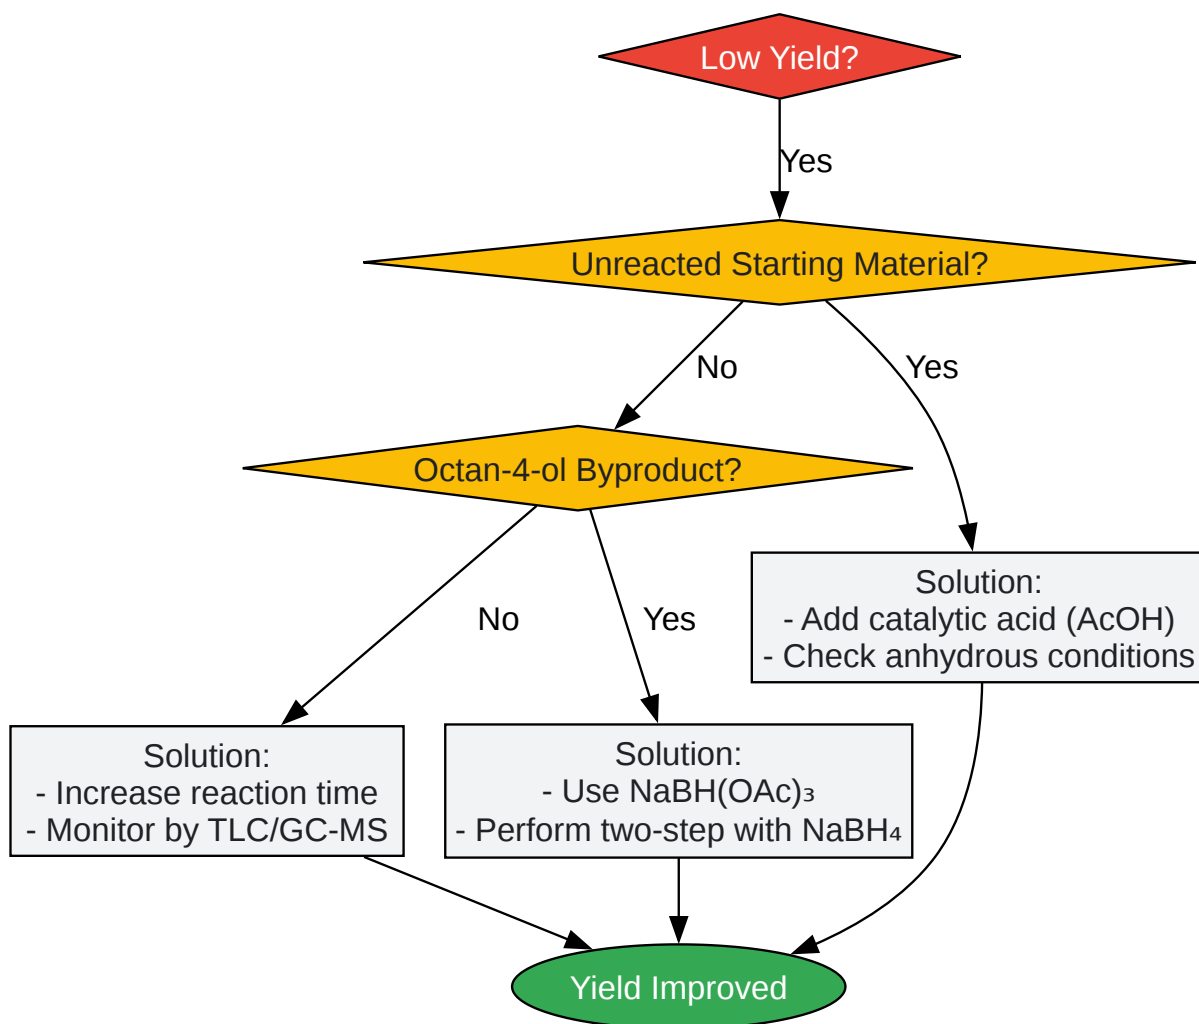 Low Yield?
Yes
Unreacted Starting Material?
No
Yes
Octan-4-ol Byproduct?
No
Yes
Solution:
- Add catalytic acid (AcOH)
- Check anhydrous conditions
Solution:
- Increase reaction time
- Monitor by TLC/GC-MS
Solution:
- Use NaBH(OAc)₃
- Perform two-step with NaBH₄
Yield Improved